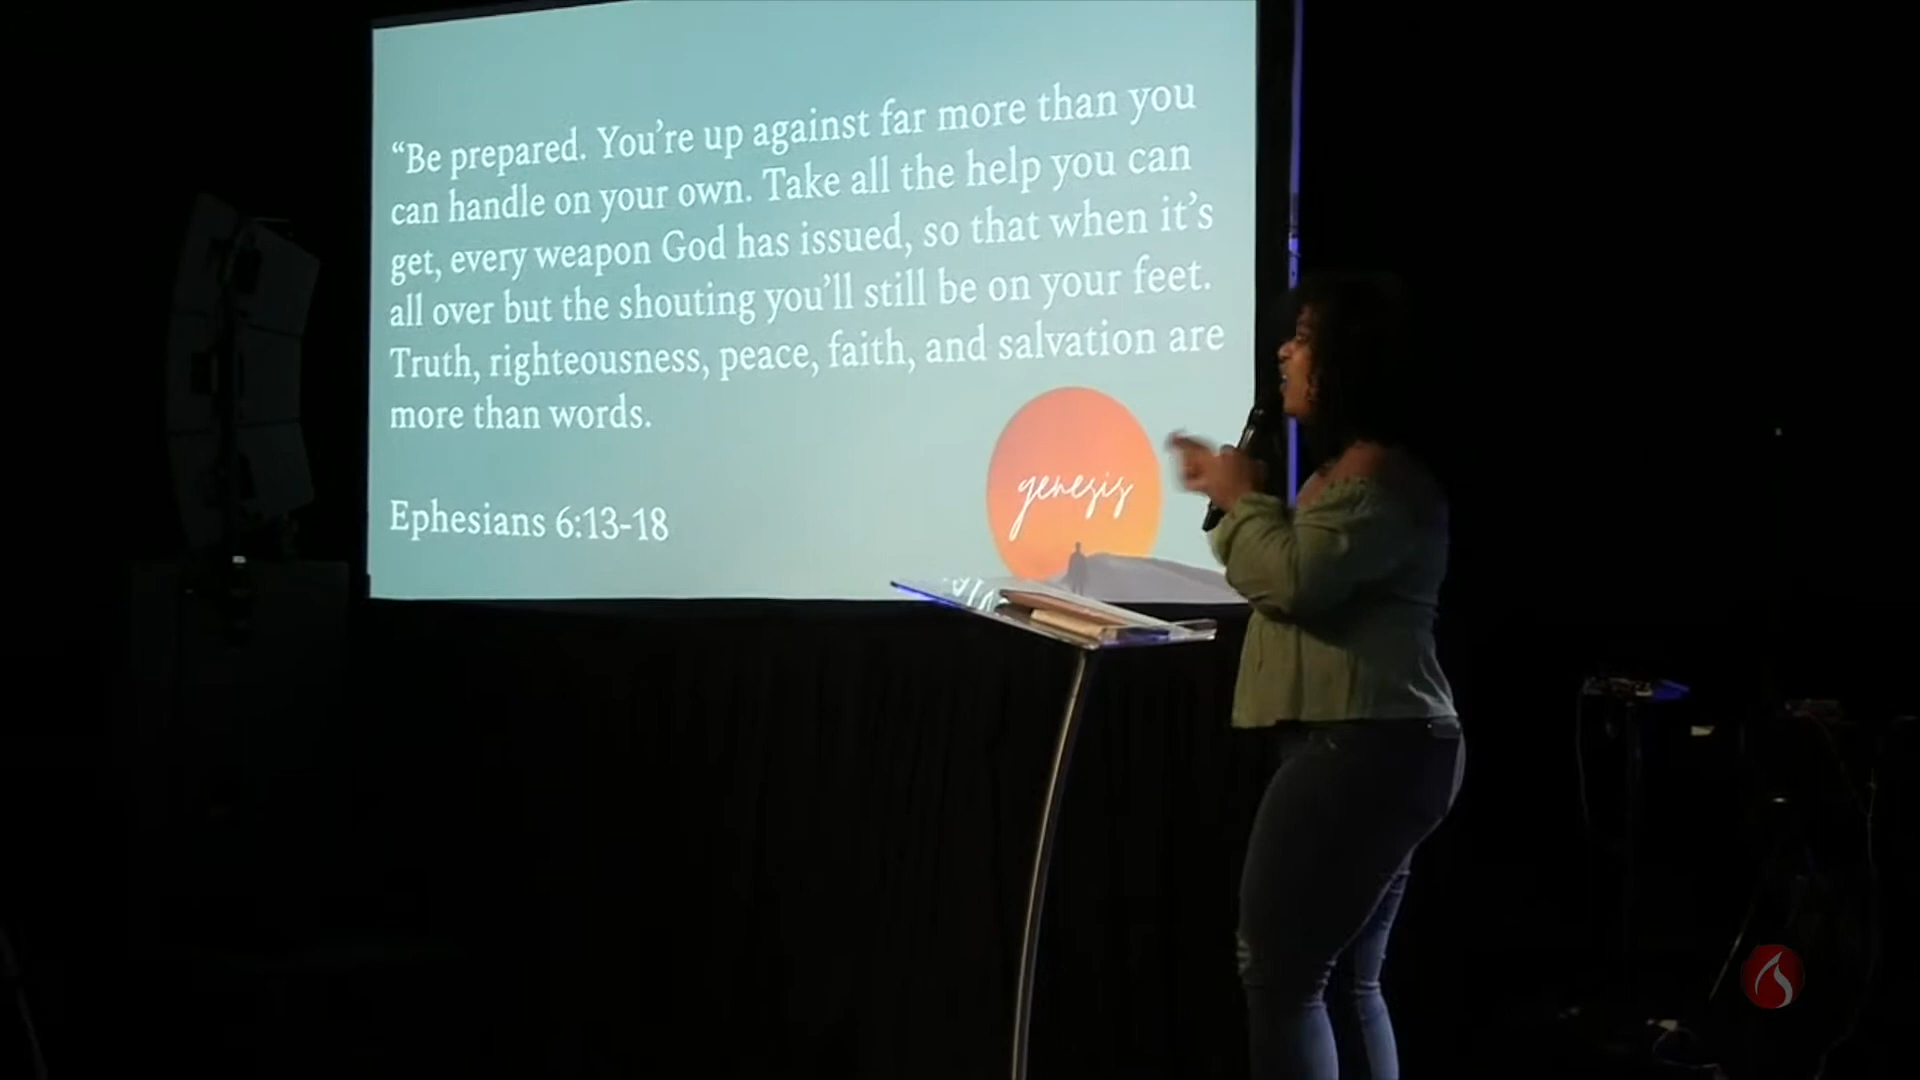 “Be prepared. You’re up against far more than you
can handle on your own. Take all the help you can
get, every weapon God has issued, so that when it’s
all over but the shouting you’ll still be on your feet.
Truth, righteousness, peace, faith, and salvation are
more than words.
Ephesians 6:13-18
genesis